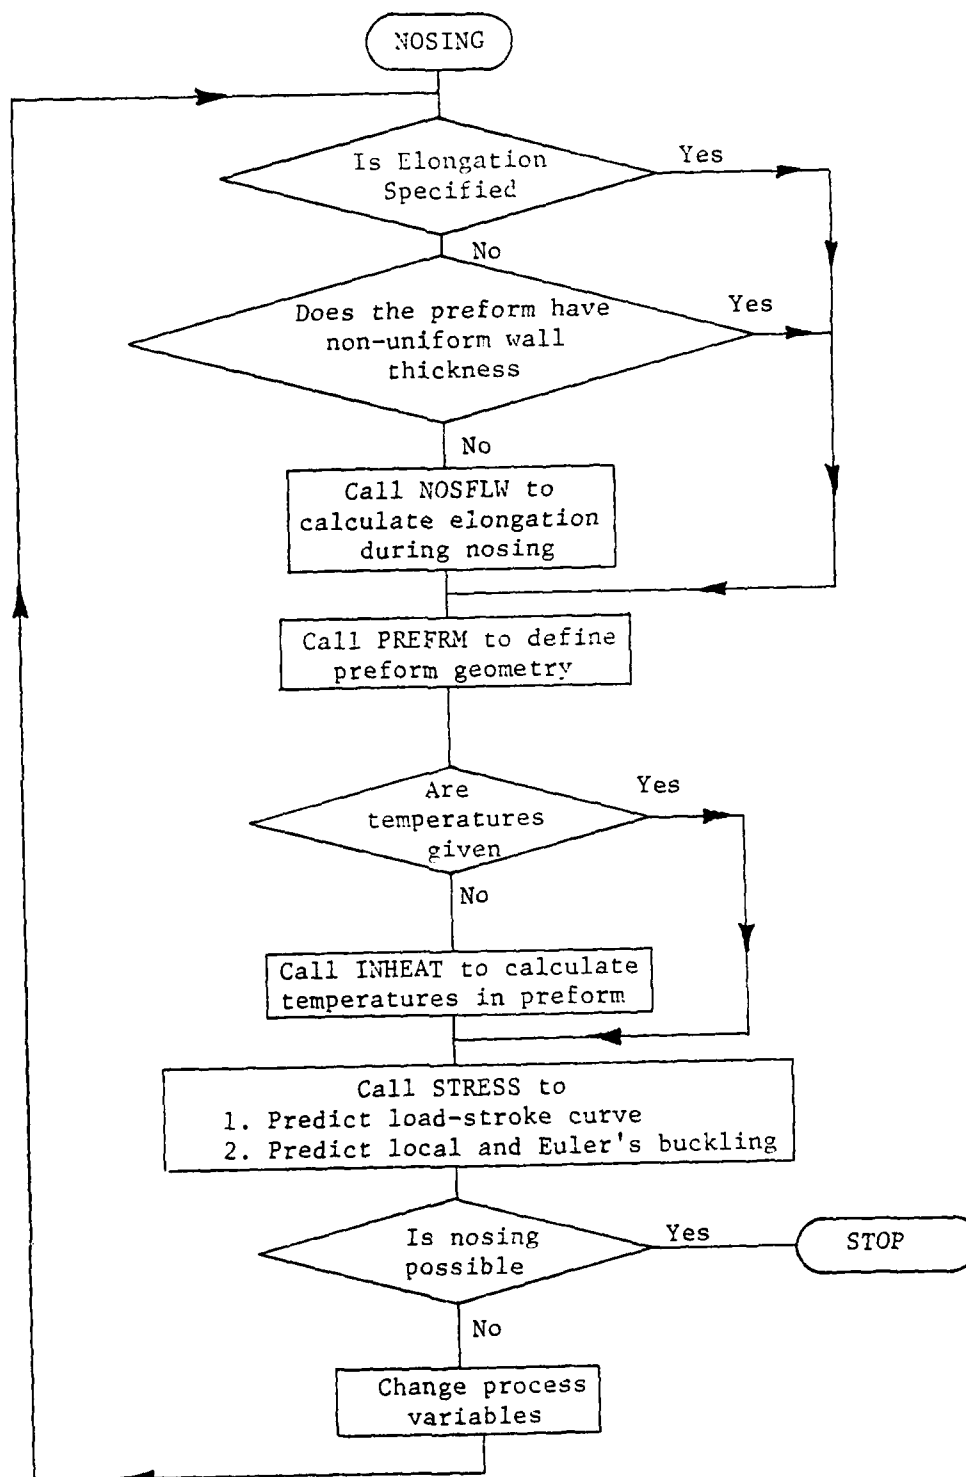 NOSING
Is Elongation
Specified
Yes
No
Does the preform have
non-uniform wall
thickness
Yes
No
Call NOSFLW to
calculate elongation
during nosing
Call PREFRM to define
preform geometry
Are
temperatures
given
Yes
No
Call INHEAT to calculate
temperatures in preform
Call STRESS to
1. Predict load-stroke curve
2. Predict local and Euler's buckling
Is nosing
possible
Yes
STOP
No
Change process
variables